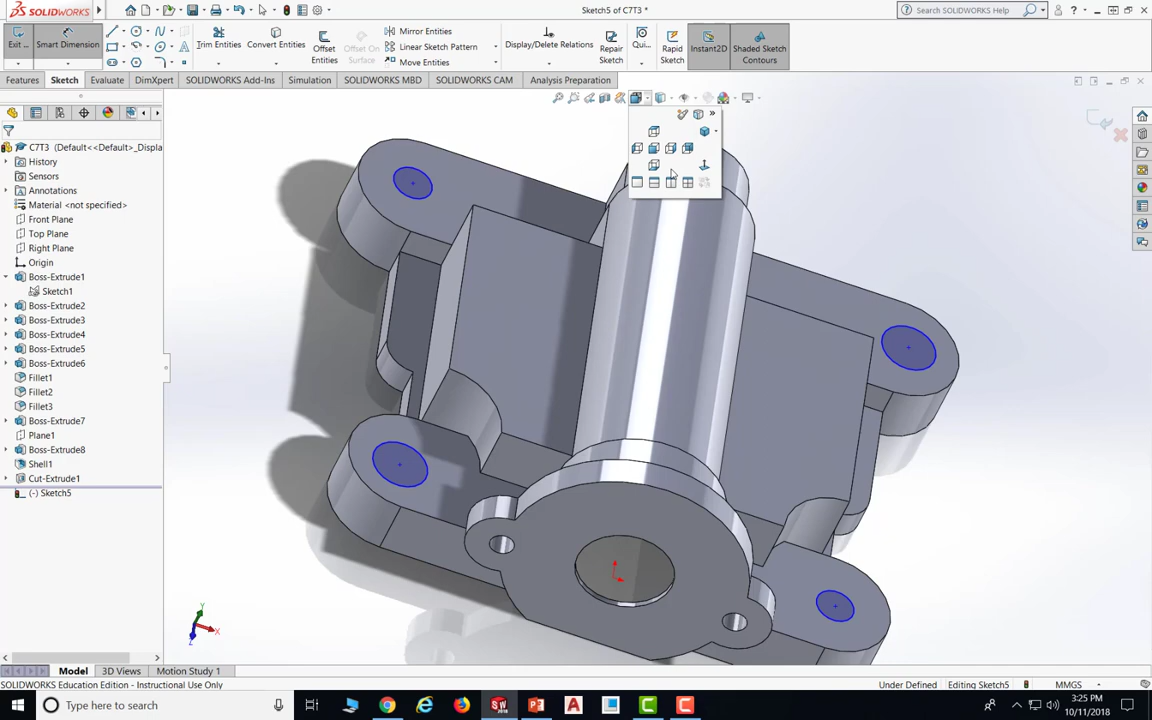 SOLIDWORKS
Sketch5 of C7T3 *
Search SOLIDWORKS Help
Exit ...
Smart Dimension
Trim Entities
Convert Entities
Offset Entities
Offset On Surface
Mirror Entities
Linear Sketch Pattern
Move Entities
Display/Delete Relations
Repair Sketch
Qui...
Rapid Sketch
Instant2D
Shaded Sketch Contours
Features
Sketch
Evaluate
DimXpert
SOLIDWORKS Add-Ins
Simulation
SOLIDWORKS MBD
SOLIDWORKS CAM
Analysis Preparation
C7T3 (Default<<Default>_Displa
History
Sensors
Annotations
Material <not specified>
Front Plane
Top Plane
Right Plane
Origin
Boss-Extrude1
Sketch1
Boss-Extrude2
Boss-Extrude3
Boss-Extrude4
Boss-Extrude5
Boss-Extrude6
Fillet1
Fillet2
Fillet3
Boss-Extrude7
Plane1
Boss-Extrude8
Shell1
Cut-Extrude1
(-) Sketch5
Y
X
Z
Model
3D Views
Motion Study 1
SOLIDWORKS Education Edition - Instructional Use Only
Under Defined
Editing Sketch5
MMGS
Type here to search
3:25 PM
10/11/2018